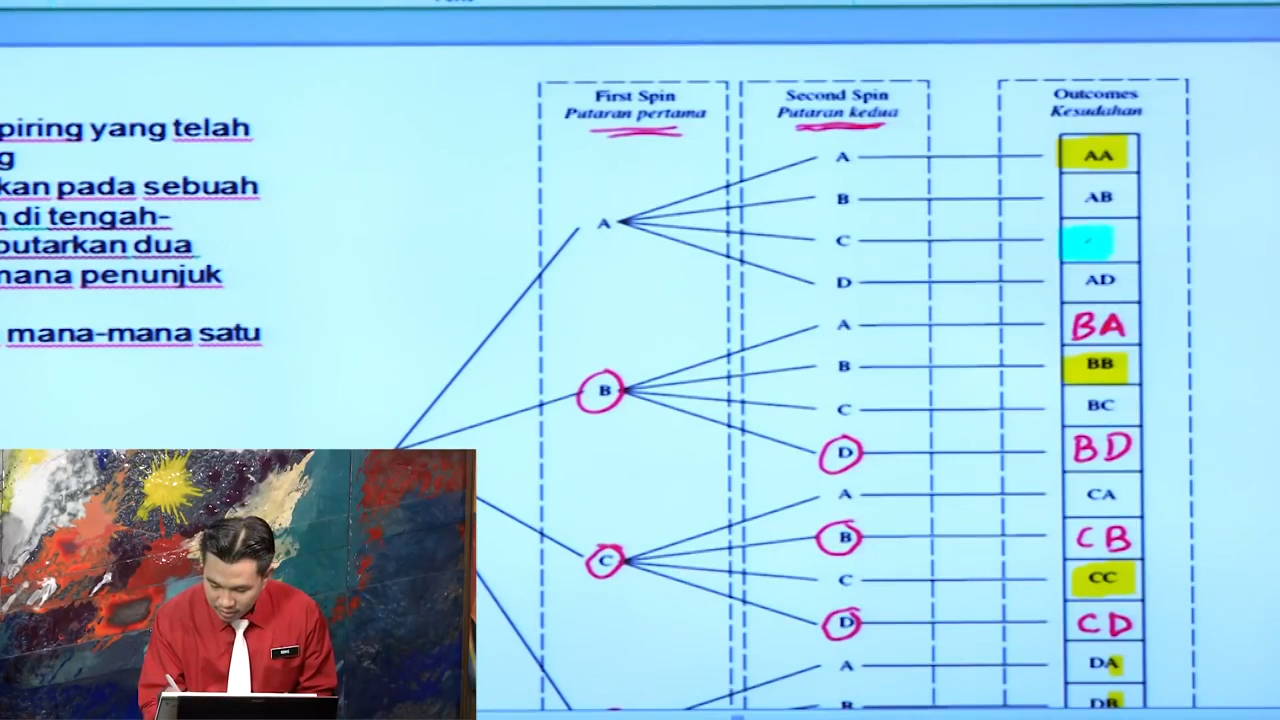 piring yang telah
g
kan pada sebuah
n di tengah-
putarkan dua
mana penunjuk
mana-mana satu
First Spin
Putaran pertama
Second Spin
Putaran kedua
Outcomes
Kesudahan
A
A
AA
B
AB
C
D
AD
B
A
BA
B
BB
C
BC
D
BD
C
A
CA
B
CB
C
CC
D
CD
A
DA
B
DB